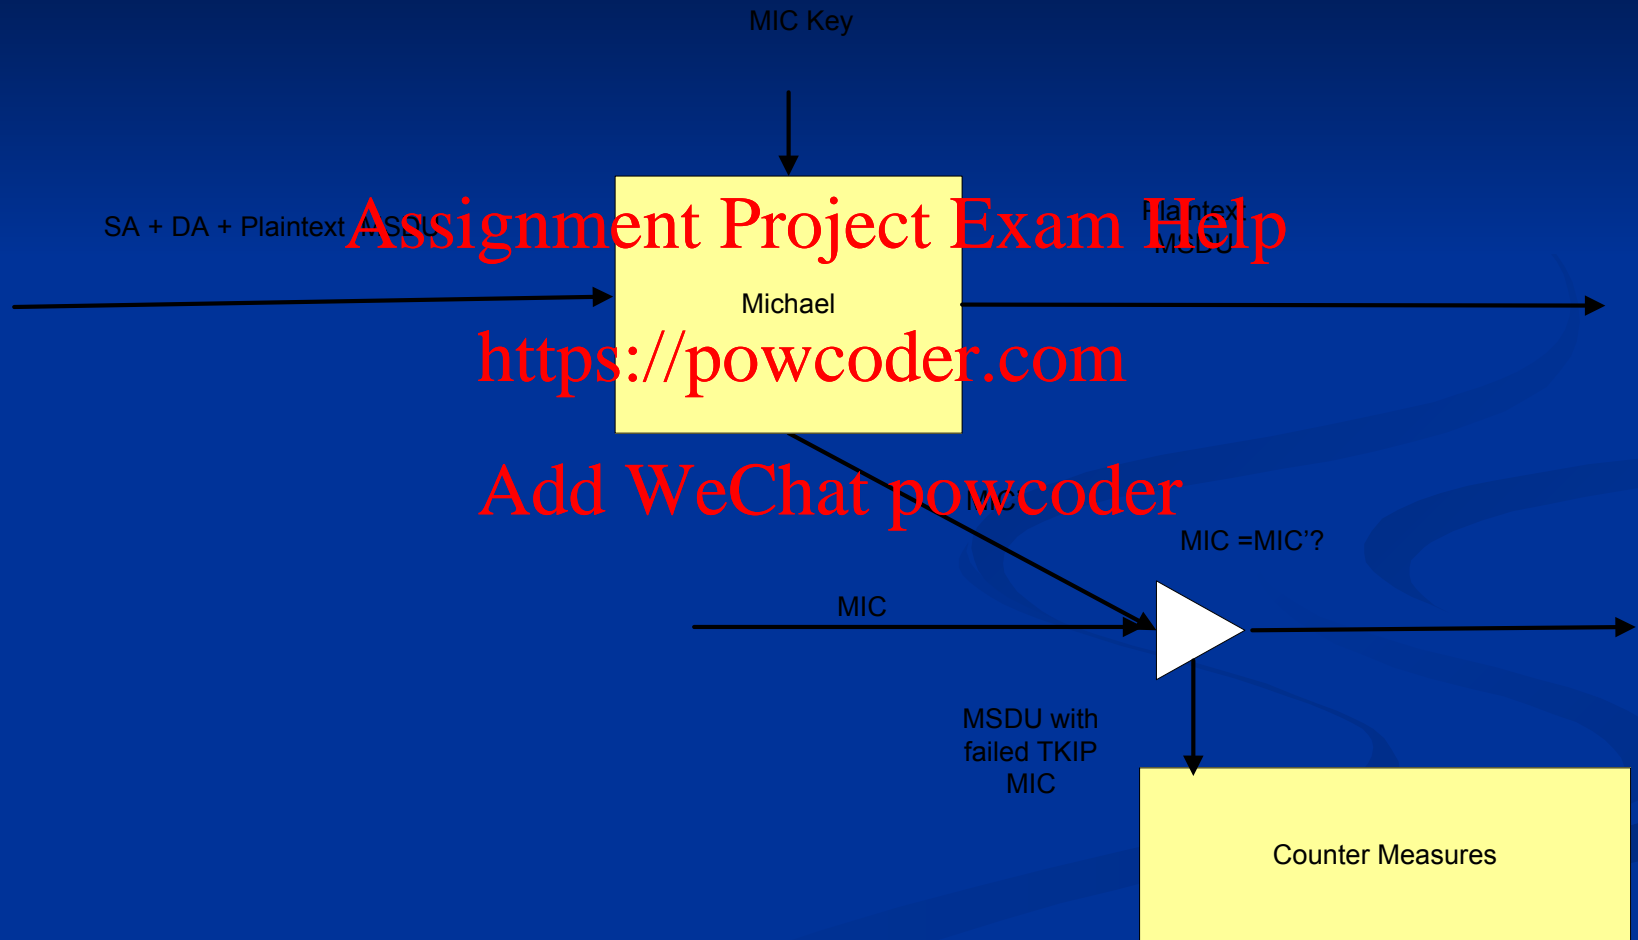 MIC Key
SA + DA + Plaintext MSDU
Assignment Project Exam Help
Plaintext
MSDU
Michael
https://powcoder.com
Add WeChat powcoder
MIC'
MIC =MIC’?
MIC
MSDU with
failed TKIP
MIC
Counter Measures